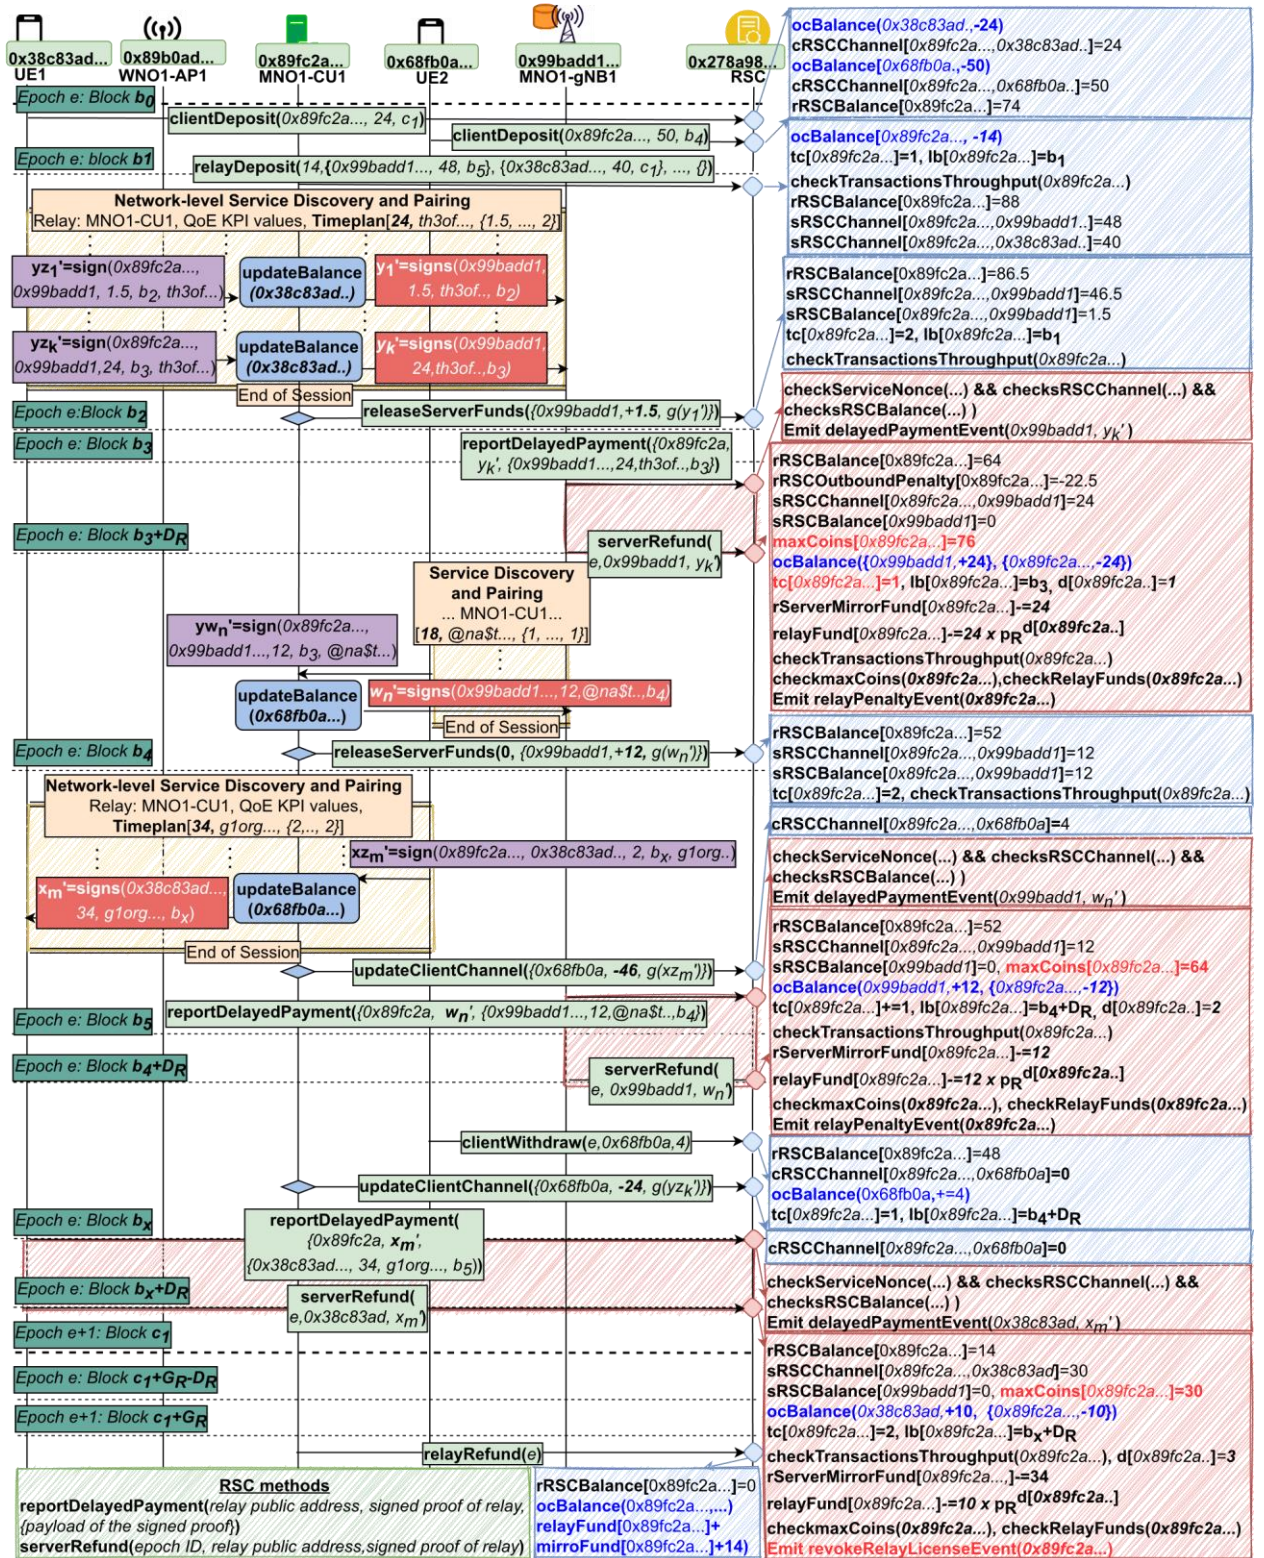 0x38c83ad...
UE1
0x89b0ad...
WNO1-AP1
0x89fc2a...
MNO1-CU1
0x68fb0a...
UE2
0x99badd1...
MNO1-gNB1
0x278a98...
RSC
ocBalance(0x38c83ad.,-24)
cRSCChannel[0x89fc2a...,0x38c83ad..]=24
ocBalance[0x68fb0a.,-50)
cRSCChannel[0x89fc2a...,0x68fb0a..]=50
rRSCBalance[0x89fc2a...]=74
Epoch e: Block b0
clientDeposit(0x89fc2a..., 24, c1)
clientDeposit(0x89fc2a..., 50, b4)
Epoch e: block b1
relayDeposit(14,{0x99badd1..., 48, b5}, {0x38c83ad..., 40, c1}, ..., {})
ocBalance[0x89fc2a..., -14)
tc[0x89fc2a...]=1, lb[0x89fc2a...]=b1
checkTransactionsThroughput(0x89fc2a...)
rRSCBalance[0x89fc2a...]=88
sRSCChannel[0x89fc2a...,0x99badd1..]=48
sRSCChannel[0x89fc2a...,0x38c83ad..]=40
Network-level Service Discovery and Pairing
Relay: MNO1-CU1, QoE KPI values, Timeplan[24, th3of..., {1.5, ..., 2}]
yz1'=sign(0x89fc2a...,
0x99badd1, 1.5, b2, th3of...)
updateBalance
(0x38c83ad..)
y1'=signs(0x99badd1,
1.5, th3of..., b2)
yzk'=sign(0x89fc2a...,
0x99badd1,24, b3, th3of...)
updateBalance
(0x38c83ad..)
yk'=signs(0x99badd1,
24,th3of..,b3)
End of Session
rRSCBalance[0x89fc2a...]=86.5
sRSCChannel[0x89fc2a...,0x99badd1]=46.5
sRSCBalance[0x89fc2a...,0x99badd1]=1.5
tc[0x89fc2a...]=2, lb[0x89fc2a...]=b1
checkTransactionsThroughput(0x89fc2a...)
Epoch e:Block b2
releaseServerFunds({0x99badd1,+1.5, g(y1')})
Epoch e: Block b3
reportDelayedPayment({0x89fc2a,
yk', {0x99badd1...,24,th3of..,b3})
checkServiceNonce(...) && checksRSCChannel(...) &&
checksRSCBalance(...) )
Emit delayedPaymentEvent(0x99badd1, yk' )
Epoch e: Block b3+DR
serverRefund(
e,0x99badd1, yk')
rRSCBalance[0x89fc2a...]=64
rRSCOutboundPenalty[0x89fc2a...]=-22.5
sRSCChannel[0x89fc2a...,0x99badd1]=24
sRSCBalance[0x99badd1]=0
maxCoins[0x89fc2a...]=76
ocBalance({0x99badd1,+24}, {0x89fc2a...,-24})
tc[0x89fc2a...]=1, lb[0x89fc2a...]=b3, d[0x89fc2a..]=1
rServerMirrorFund[0x89fc2a...]-=24
relayFund[0x89fc2a...]-=24 x pR^d[0x89fc2a..]
checkTransactionsThroughput(0x89fc2a...)
checkmaxCoins(0x89fc2a...),checkRelayFunds(0x89fc2a...)
Emit relayPenaltyEvent(0x89fc2a...)
Service Discovery
and Pairing
... MNO1-CU1...
[18, @na$t..., {1, ..., 1}]
ywn'=sign(0x89fc2a...,
0x99badd1...,12, b3, @na$t...)
updateBalance
(0x68fb0a...)
wn'=signs(0x99badd1...,12,@na$t..,b4)
End of Session
Epoch e: Block b4
releaseServerFunds(0, {0x99badd1,+12, g(wn')})
rRSCBalance[0x89fc2a...]=52
sRSCChannel[0x89fc2a...,0x99badd1]=12
sRSCBalance[0x89fc2a...,0x99badd1]=12
tc[0x89fc2a...]=2, checkTransactionsThroughput(0x89fc2a...)
Network-level Service Discovery and Pairing
Relay: MNO1-CU1, QoE KPI values,
Timeplan[34, g1org..., {2,.., 2}]
xzm'=sign(0x89fc2a..., 0x38c83ad.., 2, bx, g1org..)
xm'=signs(0x38c83ad...,
34, g1org..., bx)
updateBalance
(0x68fb0a...)
End of Session
cRSCChannel[0x89fc2a...,0x68fb0a]=4
updateClientChannel({0x68fb0a, -46, g(xzm')})
checkServiceNonce(...) && checksRSCChannel(...) &&
checksRSCBalance(...) )
Emit delayedPaymentEvent(0x99badd1, wn' )
Epoch e: Block b5
reportDelayedPayment({0x89fc2a, wn', {0x99badd1...,12,@na$t..,b4})
Epoch e: Block b4+DR
serverRefund(
e, 0x99badd1, wn')
rRSCBalance[0x89fc2a...]=52
sRSCChannel[0x89fc2a...,0x99badd1]=12
sRSCBalance[0x99badd1]=0, maxCoins[0x89fc2a...]=64
ocBalance(0x99badd1,+12, {0x89fc2a...,-12})
tc[0x89fc2a...]+=1, lb[0x89fc2a...]=b4+DR, d[0x89fc2a..]=2
checkTransactionsThroughput(0x89fc2a...)
rServerMirrorFund[0x89fc2a...]-=12
relayFund[0x89fc2a...]-=12 x pR^d[0x89fc2a..]
checkmaxCoins(0x89fc2a...), checkRelayFunds(0x89fc2a...)
Emit relayPenaltyEvent(0x89fc2a...)
clientWithdraw(e,0x68fb0a,4)
rRSCBalance[0x89fc2a...]=48
cRSCChannel[0x89fc2a...,0x68fb0a]=0
ocBalance(0x68fb0a,+=4)
tc[0x89fc2a...]=1, lb[0x89fc2a...]=b4+DR
updateClientChannel({0x68fb0a, -24, g(yzk')})
cRSCChannel[0x89fc2a...,0x68fb0a]=0
Epoch e: Block bx
reportDelayedPayment(
{0x89fc2a, xm',
{0x38c83ad..., 34, g1org..., b5))
checkServiceNonce(...) && checksRSCChannel(...) &&
checksRSCBalance(...) )
Emit delayedPaymentEvent(0x38c83ad, xm' )
Epoch e: Block bx+DR
serverRefund(
e,0x38c83ad, xm')
Epoch e+1: Block c1
Epoch e: Block c1+GR-DR
Epoch e+1: Block c1+GR
rRSCBalance[0x89fc2a...]=14
sRSCChannel[0x89fc2a...,0x38c83ad]=30
sRSCBalance[0x99badd1]=0, maxCoins[0x89fc2a...]=30
ocBalance(0x38c83ad,+10, {0x89fc2a...,-10})
tc[0x89fc2a...]=2, lb[0x89fc2a...]=bx+DR
checkTransactionsThroughput(0x89fc2a...), d[0x89fc2a..]=3
rServerMirrorFund[0x89fc2a...,]-=34
relayFund[0x89fc2a...]-=10 x pR^d[0x89fc2a..]
checkmaxCoins(0x89fc2a...), checkRelayFunds(0x89fc2a...)
Emit revokeRelayLicenseEvent(0x89fc2a...)
relayRefund(e)
RSC methods
reportDelayedPayment(relay public address, signed proof of relay,
{payload of the signed proof})
serverRefund(epoch ID, relay public address,signed proof of relay)
rRSCBalance[0x89fc2a...]=0
ocBalance(0x89fc2a...,...)
relayFund[0x89fc2a...]+
mirroFund[0x89fc2a...]+14)